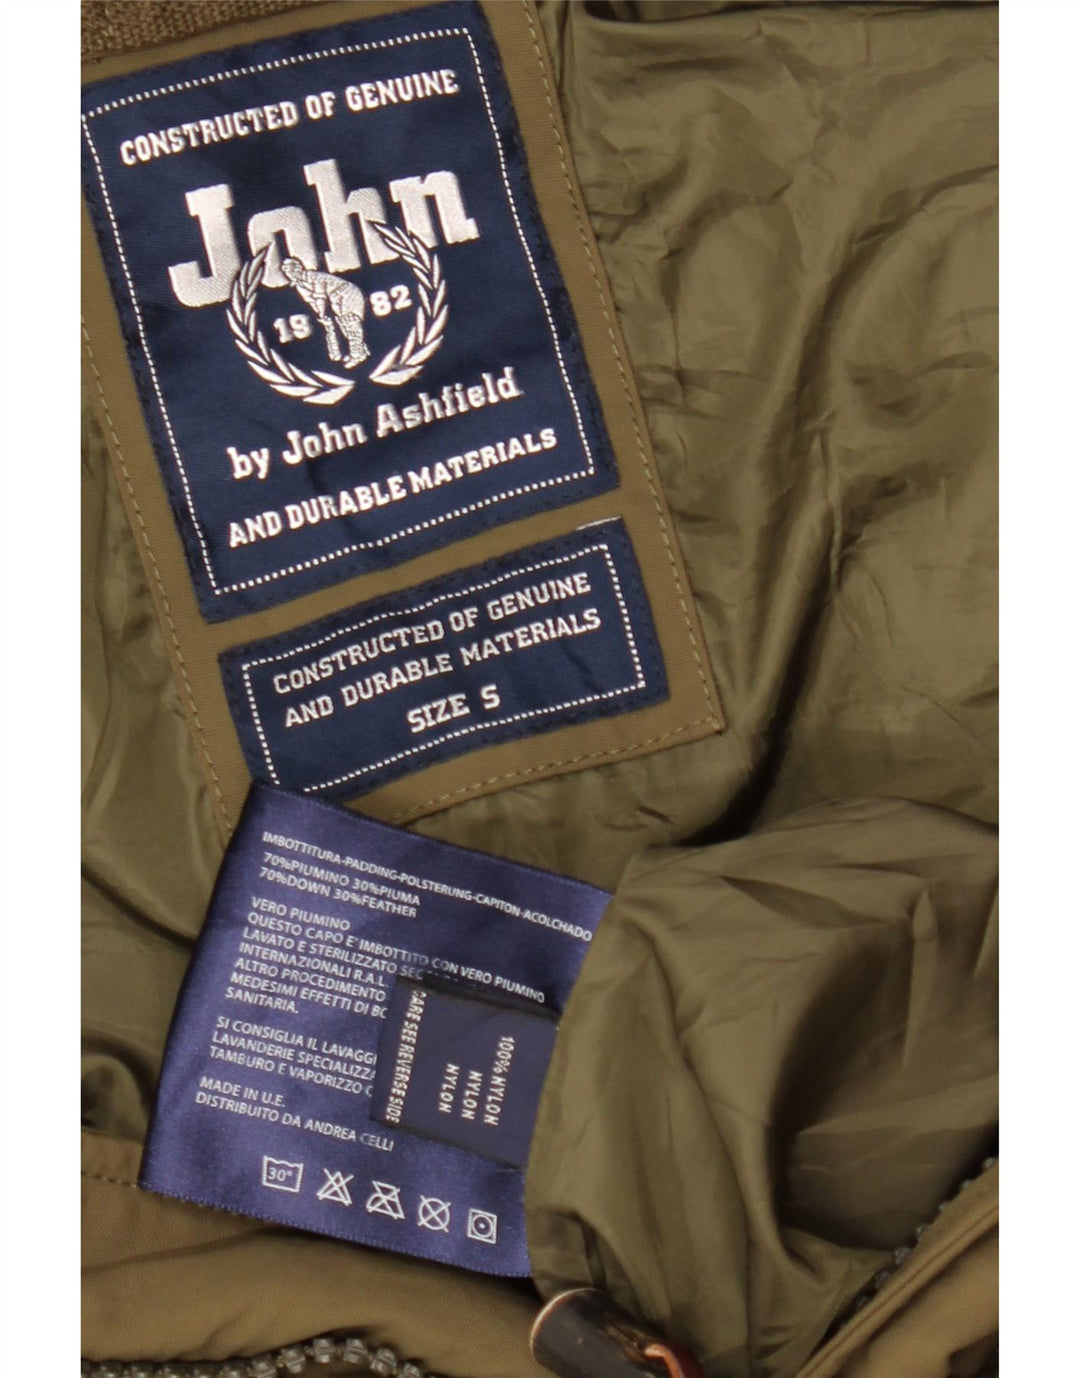 CONSTRUCTED OF GENUINE
John
19 82
by John Ashfield
AND DURABLE MATERIALS
CONSTRUCTED OF GENUINE
AND DURABLE MATERIALS
SIZE S
IMBOTTITURA-PADDING-POLSTERUNG-CAPITON-ACOLCHADO
70%PIUMINO 30%PIUMA
70%DOWN 30%FEATHER
VERO PIUMINO
QUESTO CAPO E' IMBOTTITO CON VERO PIUMINO
LAVATO E STERILIZZATO
INTERNAZIONALI R.A.L.
ALTRO PROCEDIMENTO
MEDESIMI EFFETTI DI
SANITARIA.
SI CONSIGLIA IL
LAVANDERIE
TAMBURO E VAPORIZZO
MADE IN U.E.
DISTRIBUITO DA ANDREA CELLI
30°
100% NYLON
NYLON
NYLON
CARE SEE REVERSE SIDE